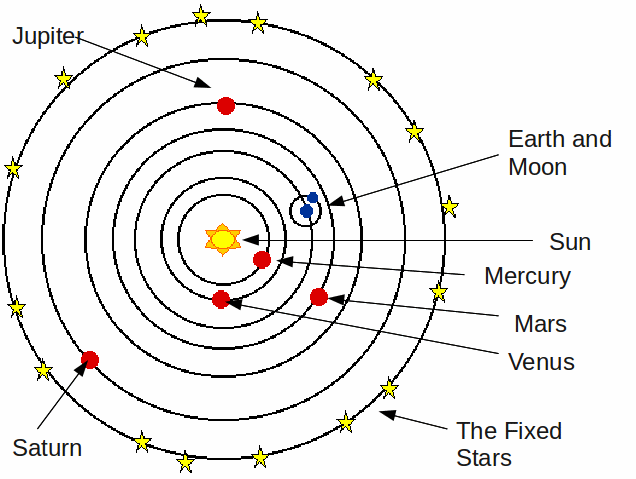 Jupiter
Earth and
Moon
Sun
Mercury
Mars
Venus
The Fixed
Stars
Saturn